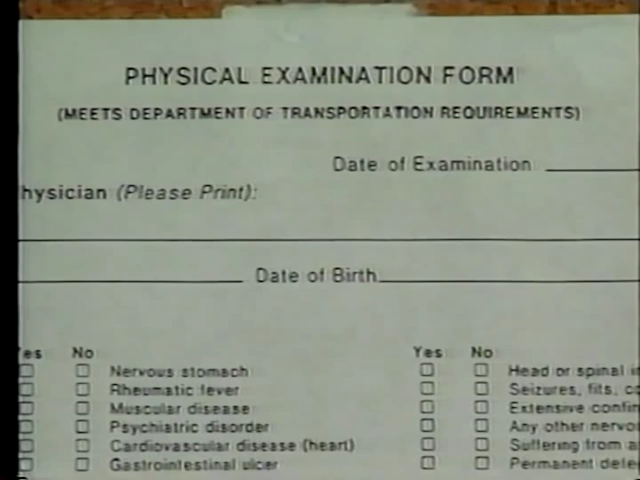 PHYSICAL EXAMINATION FORM
(MEETS DEPARTMENT OF TRANSPORTATION REQUIREMENTS)
Date of Examination
hysician (Please Print):
Date of Birth
es No Yes No
Nervous stomach Head or spinal
Rheumatic fever Seizures, fits,
Muscular disease Extensive
Psychiatric disorder Any other
Cardiovascular disease (heart) Suffering from
Gastrointestinal ulcer Permanent